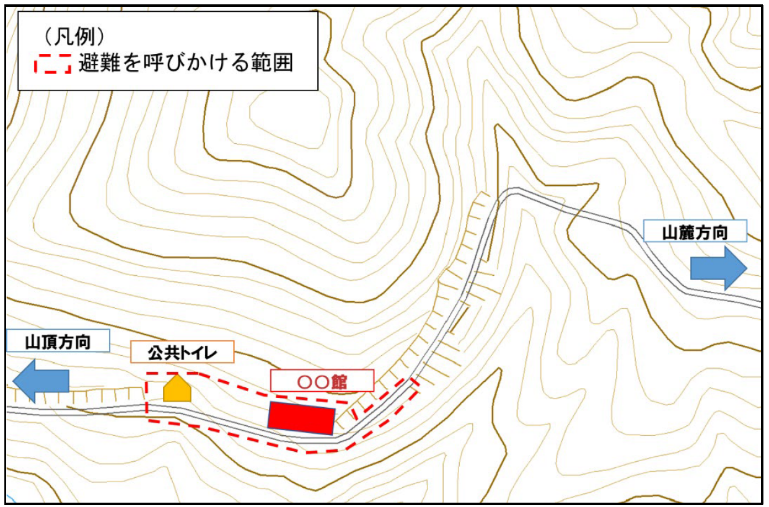 （凡例）
避難を呼びかける範囲
山麓方向
山頂方向
公共トイレ
〇〇館